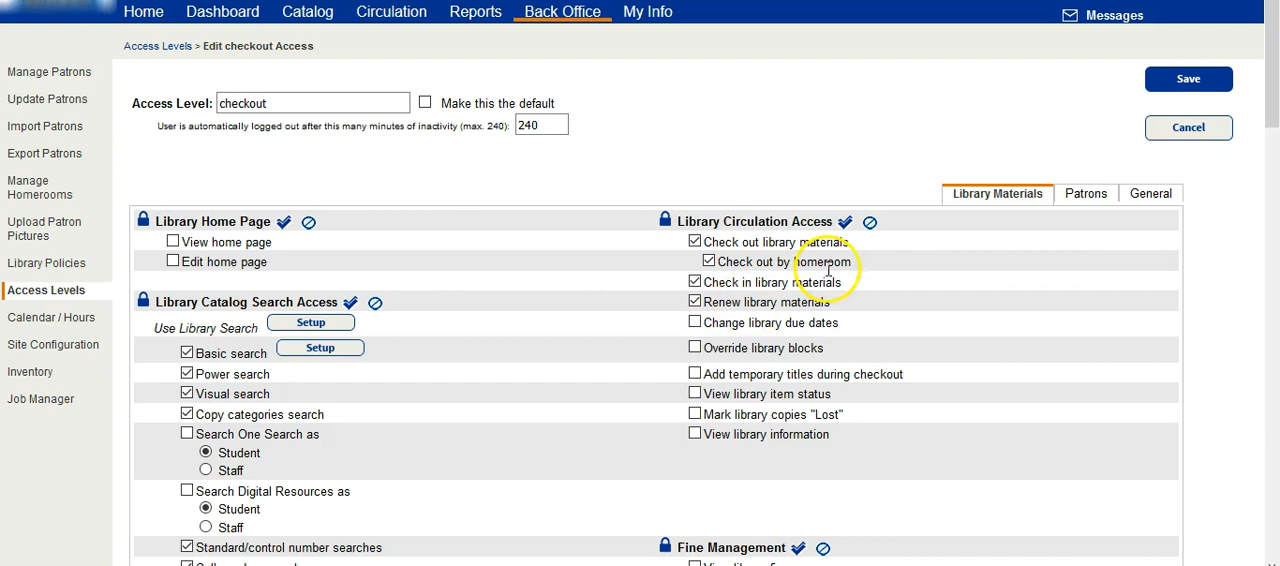 Home Dashboard Catalog Circulation Reports Back Office My Info Messages
Access Levels > Edit checkout Access
Manage Patrons
Update Patrons
Import Patrons
Export Patrons
Manage
Homerooms
Upload Patron
Pictures
Library Policies
Access Levels
Calendar / Hours
Site Configuration
Inventory
Job Manager
Save
Cancel
Access Level: checkout Make this the default
User is automatically logged out after this many minutes of inactivity (max. 240): 240
Library Materials Patrons General
Library Home Page
View home page
Edit home page
Library Catalog Search Access
Use Library Search Setup
Basic search Setup
Power search
Visual search
Copy categories search
Search One Search as
Student
Staff
Search Digital Resources as
Student
Staff
Standard/control number searches
Library Circulation Access
Check out library materials
Check out by homeroom
Check in library materials
Renew library materials
Change library due dates
Override library blocks
Add temporary titles during checkout
View library item status
Mark library copies "Lost"
View library information
Fine Management